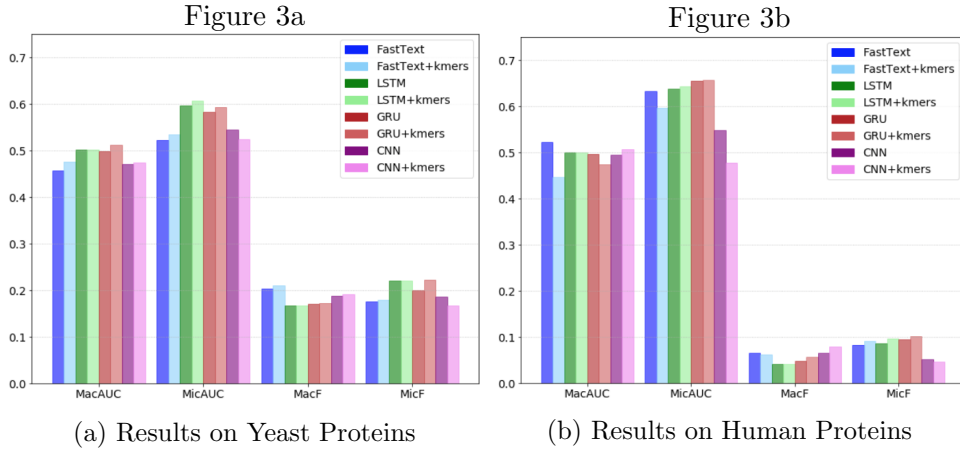 Figure 3a
0.7
0.6
0.5
0.4
0.3
0.2
0.1
0.0
FastText
FastText+kmers
LSTM
LSTM+kmers
GRU
GRU+kmers
CNN
CNN+kmers
MacAUC
MicAUC
MacF
MicF
(a) Results on Yeast Proteins
Figure 3b
0.7
0.6
0.5
0.4
0.3
0.2
0.1
0.0
FastText
FastText+kmers
LSTM
LSTM+kmers
GRU
GRU+kmers
CNN
CNN+kmers
MacAUC
MicAUC
MacF
MicF
(b) Results on Human Proteins